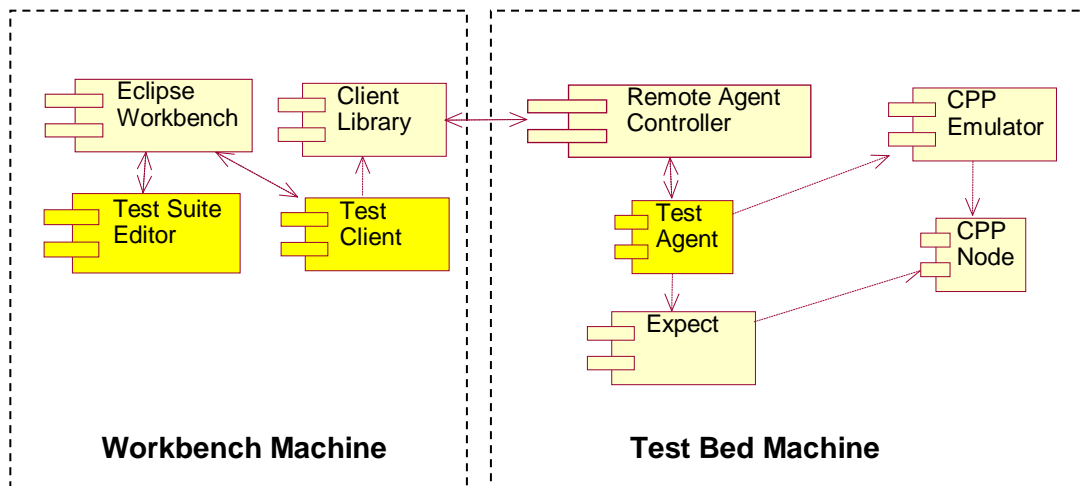 Eclipse
Workbench
Client
Library
Test Suite
Editor
Test
Client
Workbench Machine
Remote Agent
Controller
CPP
Emulator
Test
Agent
CPP
Node
Expect
Test Bed Machine